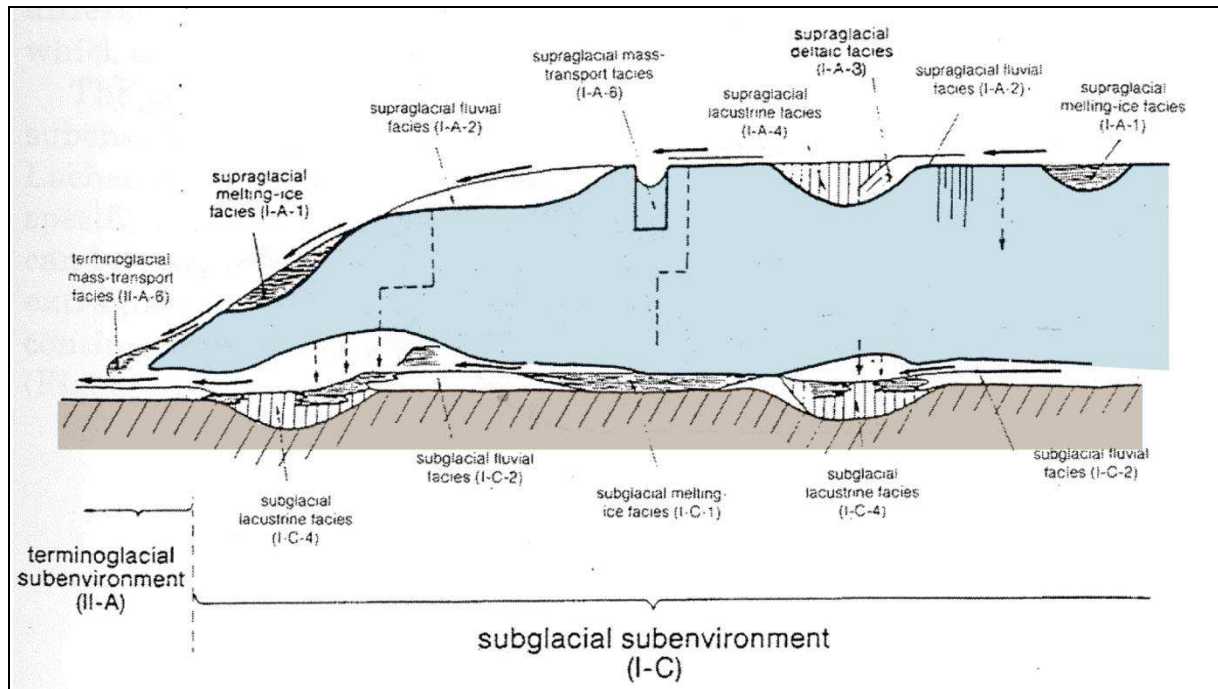 supraglacial
deltaic facies
(I-A-3)
supraglacial mass-
transport facies
(I-A-6)
supraglacial fluvial
facies (I-A-2)
supraglacial
melting-ice facies
(I-A-1)
supraglacial
lacustrine facies
(I-A-4)
supraglacial fluvial
facies (I-A-2)
supraglacial
melting-ice
facies (I-A-1)
terminoglacial
mass-transport
facies (II-A-6)
subglacial fluvial
facies (I-C-2)
subglacial
lacustrine facies
(I-C-4)
subglacial melting-
ice facies (I-C-1)
subglacial
lacustrine facies
(I-C-4)
subglacial fluvial
facies (I-C-2)
terminoglacial
subenvironment
(II-A)
subglacial subenvironment
(I-C)